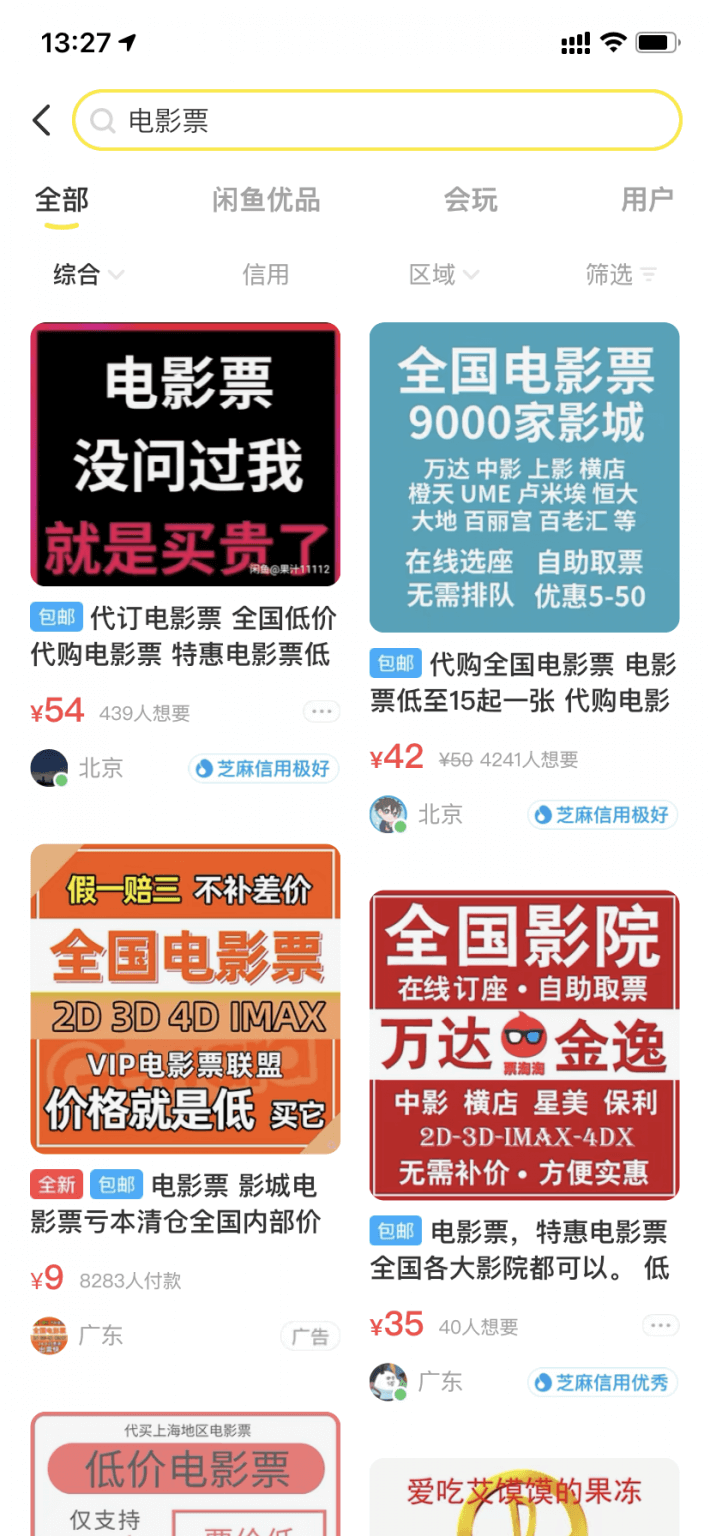 13:27
电影票
全部 闲鱼优品 会玩 用户
综合 信用 区域 筛选
电影票
没问过我
就是买贵了
闲鱼@果汁11112
包邮 代订电影票 全国低价
代购电影票 特惠电影票低
¥54 439人想要
北京 芝麻信用极好
全国电影票
9000家影城
万达 中影 上影 横店
橙天 UME 卢米埃 恒大
大地 百丽宫 百老汇 等
在线选座 自助取票
无需排队 优惠5-50
包邮 代购全国电影票 电影
票低至15起一张 代购电影
¥42 ¥50 4241人想要
北京 芝麻信用极好
假一赔三 不补差价
全国电影票
2D 3D 4D IMAX
VIP电影票联盟
价格就是低 买它
全新 包邮 电影票 影城电
影票亏本清仓全国内部价
¥9 8283人付款
广东 广告
全国影院
在线订座·自助取票
万达 票淘淘 金逸
中影 横店 星美 保利
2D-3D-IMAX-4DX
无需补价·方便实惠
包邮 电影票，特惠电影票
全国各大影院都可以。 低
¥35 40人想要
广东 芝麻信用优秀
代买上海地区电影票
低价电影票
仅支持
爱吃艾馍馍的果冻